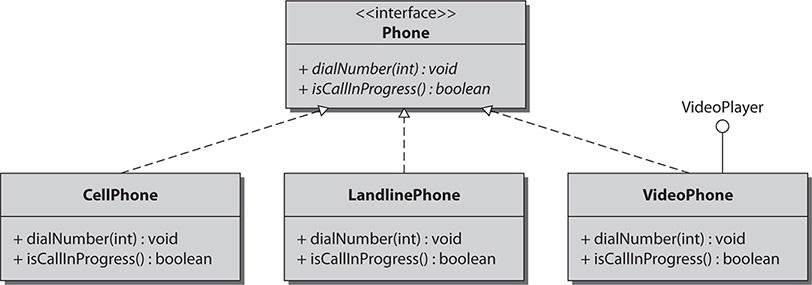 <<interface>>
Phone
+ dialNumber(int) : void
+ isCallInProgress() : boolean
VideoPlayer
CellPhone
+ dialNumber(int) : void
+ isCallInProgress() : boolean
LandlinePhone
+ dialNumber(int) : void
+ isCallInProgress() : boolean
VideoPhone
+ dialNumber(int) : void
+ isCallInProgress() : boolean